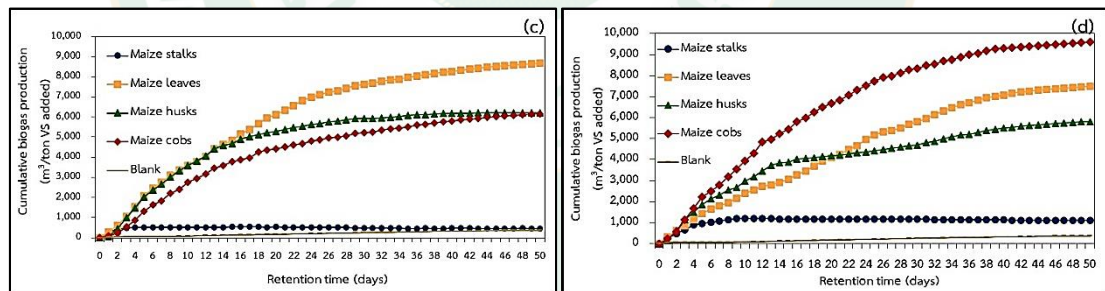 (c)
10,000
9,000
8,000
7,000
6,000
5,000
4,000
3,000
2,000
1,000
0
Cumulative biogas production
(m³/ton VS added)
Maize stalks
Maize leaves
Maize husks
Maize cobs
Blank
0 2 4 6 8 10 12 14 16 18 20 22 24 26 28 30 32 34 36 38 40 42 44 46 48 50
Retention time (days)
(d)
10,000
9,000
8,000
7,000
6,000
5,000
4,000
3,000
2,000
1,000
0
Cumulative biogas production
(m³/ton VS added)
Maize stalks
Maize leaves
Maize husks
Maize cobs
Blank
0 2 4 6 8 10 12 14 16 18 20 22 24 26 28 30 32 34 36 38 40 42 44 46 48 50
Retention time (days)